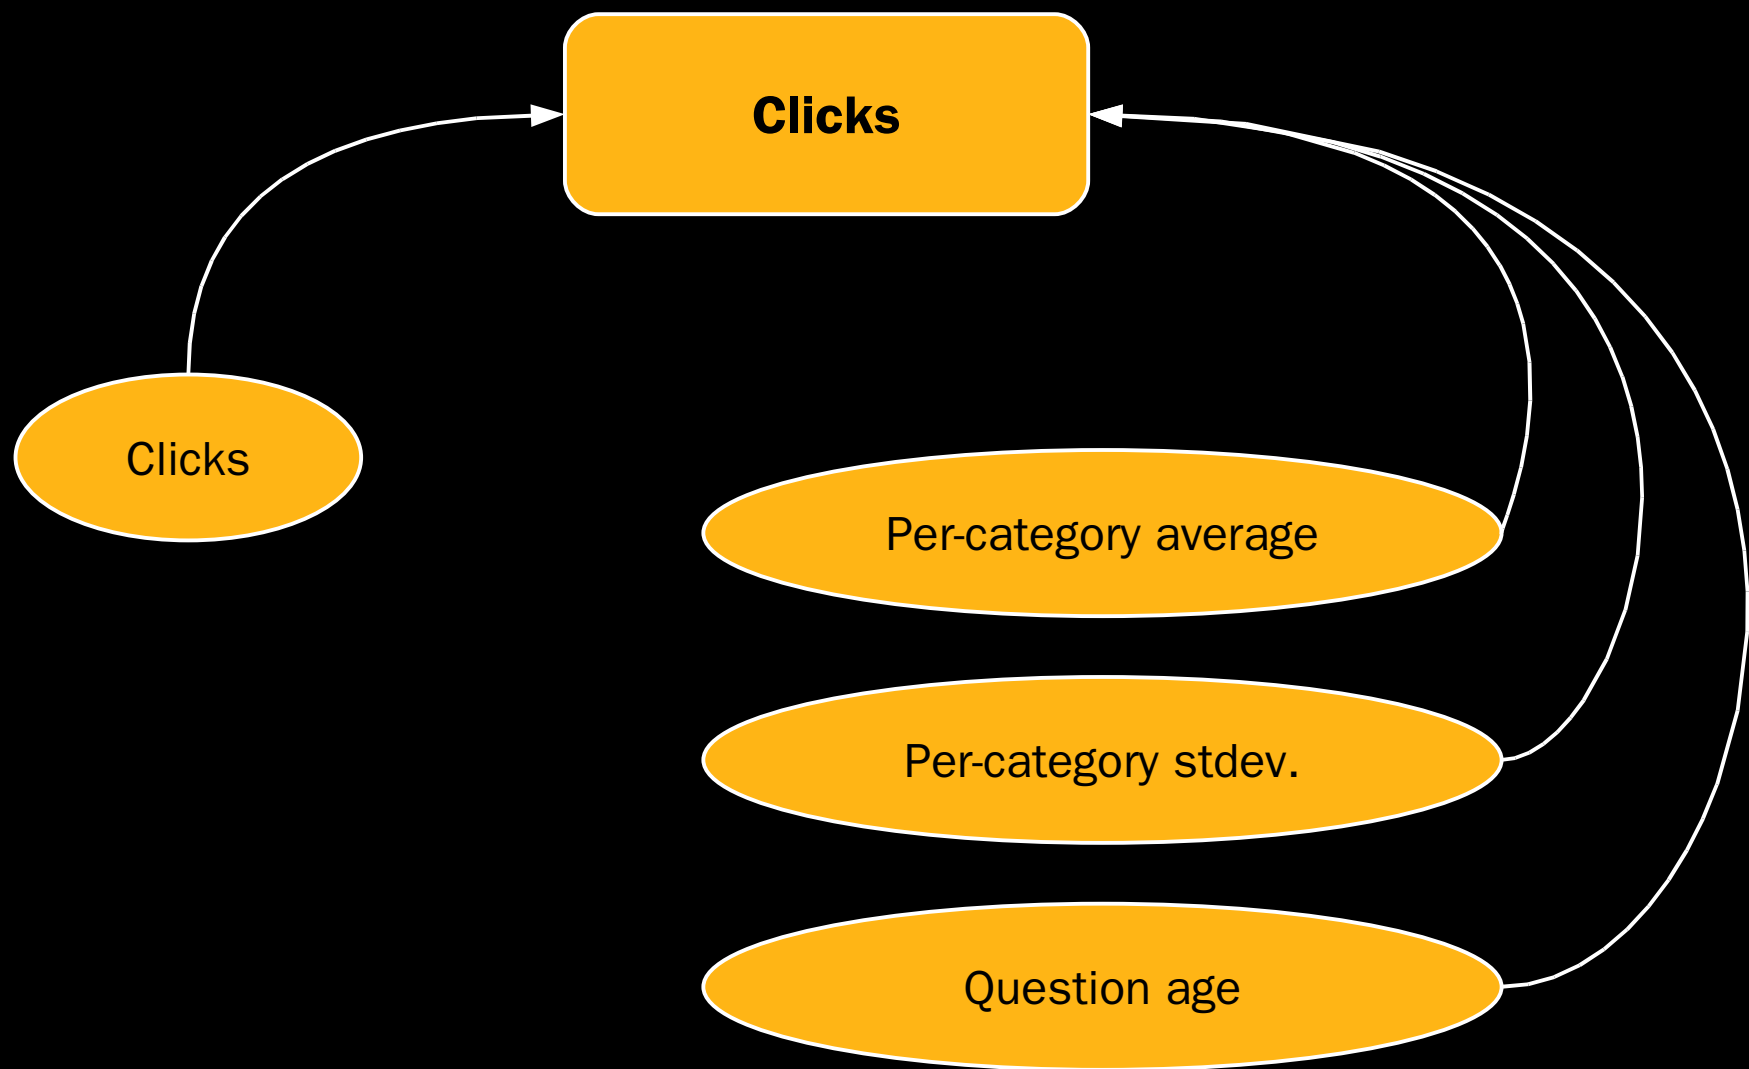 Clicks
Clicks
Per-category average
Per-category stdev.
Question age